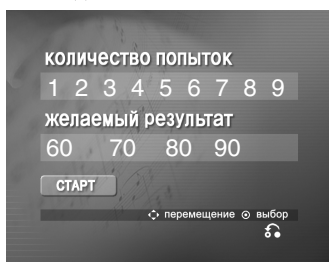 количество попыток
1 2 3 4 5 6 7 8 9
желаемый результат
60 70 80 90
СТАРТ
перемещение выбор